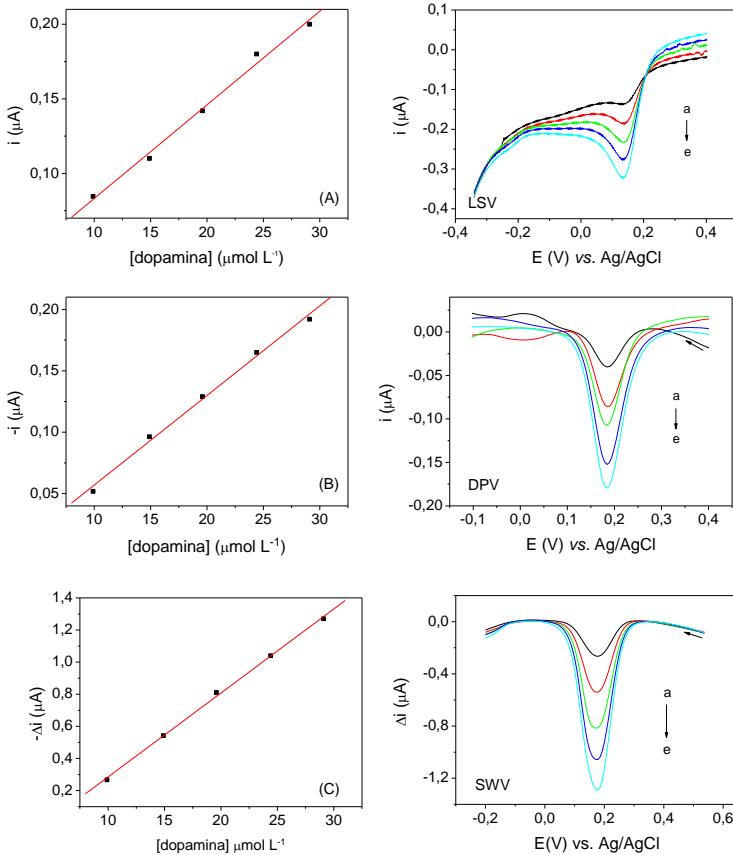 0,20
0,15
0,10
i (μA)
(A)
10 15 20 25 30
[dopamina] (μmol L⁻¹)
0,1
0,0
-0,1
-0,2
-0,3
-0,4
i (μA)
a
e
LSV
-0,4 -0,2 0,0 0,2 0,4
E (V) vs. Ag/AgCl
0,20
0,15
0,10
0,05
-i (μA)
(B)
10 15 20 25 30
[dopamina] (μmol L⁻¹)
0,00
-0,05
-0,10
-0,15
-0,20
i (μA)
a
e
DPV
-0,1 0,0 0,1 0,2 0,3 0,4
E (V) vs. Ag/AgCl
1,4
1,2
1,0
0,8
0,6
0,4
0,2
-Δi (μA)
(C)
10 15 20 25 30
[dopamina] μmol L⁻¹
0,0
-0,4
-0,8
-1,2
Δi (μA)
a
e
SWV
-0,2 0,0 0,2 0,4 0,6
E(V) vs. Ag/AgCl